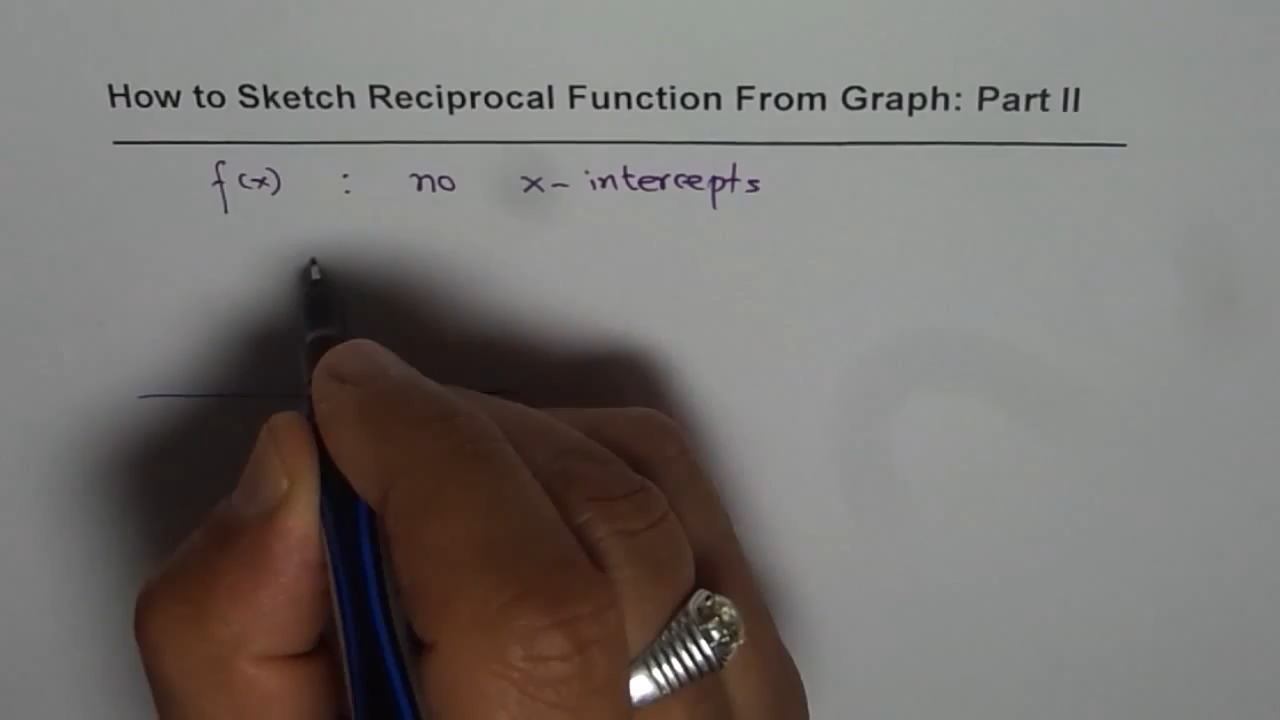 How to Sketch Reciprocal Function From Graph: Part II
f(x) : no x-intercepts